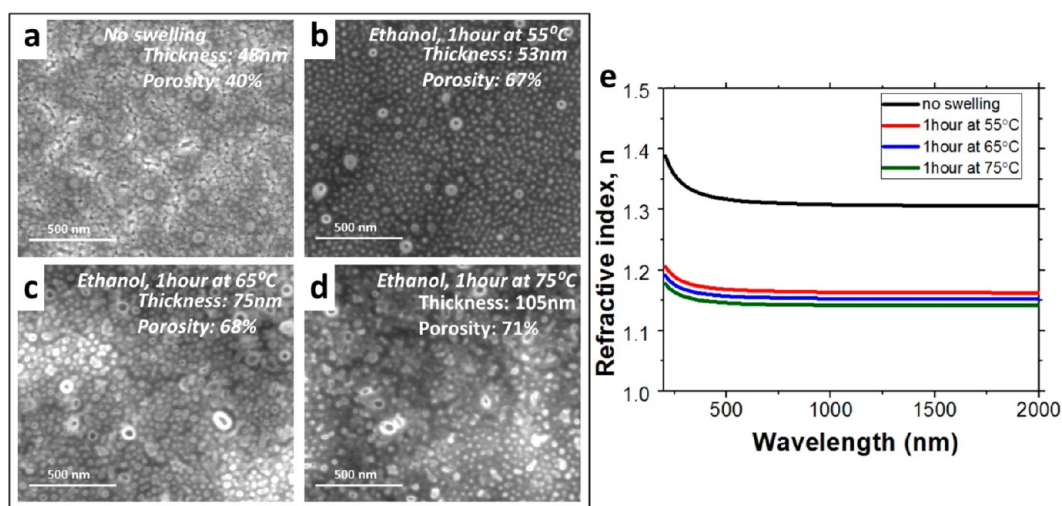 a
No swelling
Thickness: 48nm
Porosity: 40%
500 nm
b
Ethanol, 1hour at 55°C
Thickness: 53nm
Porosity: 67%
500 nm
c
Ethanol, 1hour at 65°C
Thickness: 75nm
Porosity: 68%
500 nm
d
Ethanol, 1hour at 75°C
Thickness: 105nm
Porosity: 71%
500 nm
e
1.5
1.4
1.3
1.2
1.1
1.0
Refractive index, n
no swelling
1hour at 55°C
1hour at 65°C
1hour at 75°C
500 1000 1500 2000
Wavelength (nm)